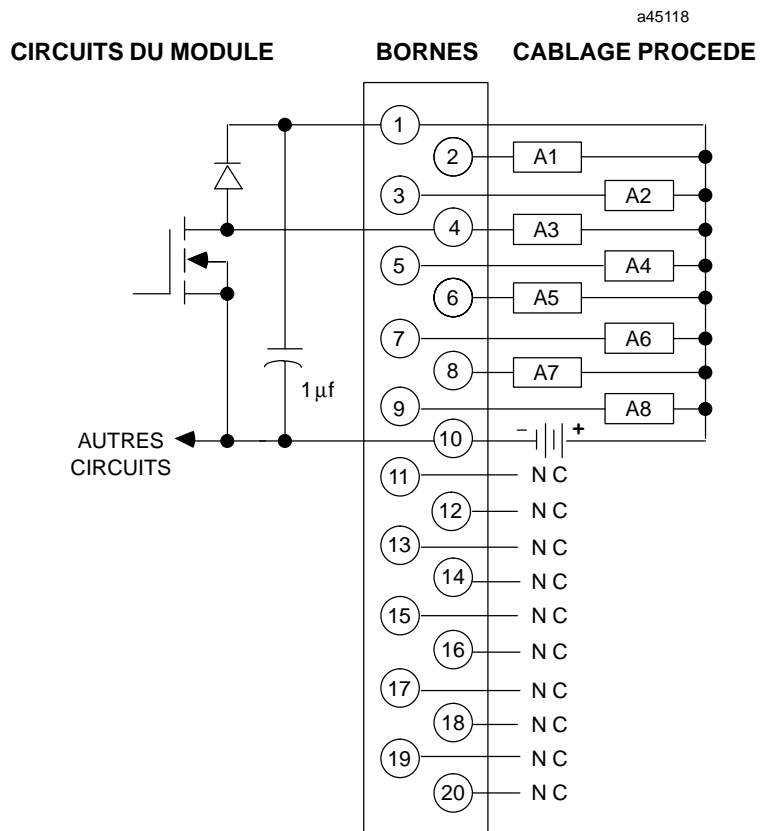 a45118
CIRCUITS DU MODULE BORNES CABLAGE PROCEDE
1
2 A1
3 A2
4 A3
5 A4
6 A5
7 A6
8 A7
1 µf
9 A8
AUTRES CIRCUITS
10 − +
11 N C
12 N C
13 N C
14 N C
15 N C
16 N C
17 N C
18 N C
19 N C
20 N C